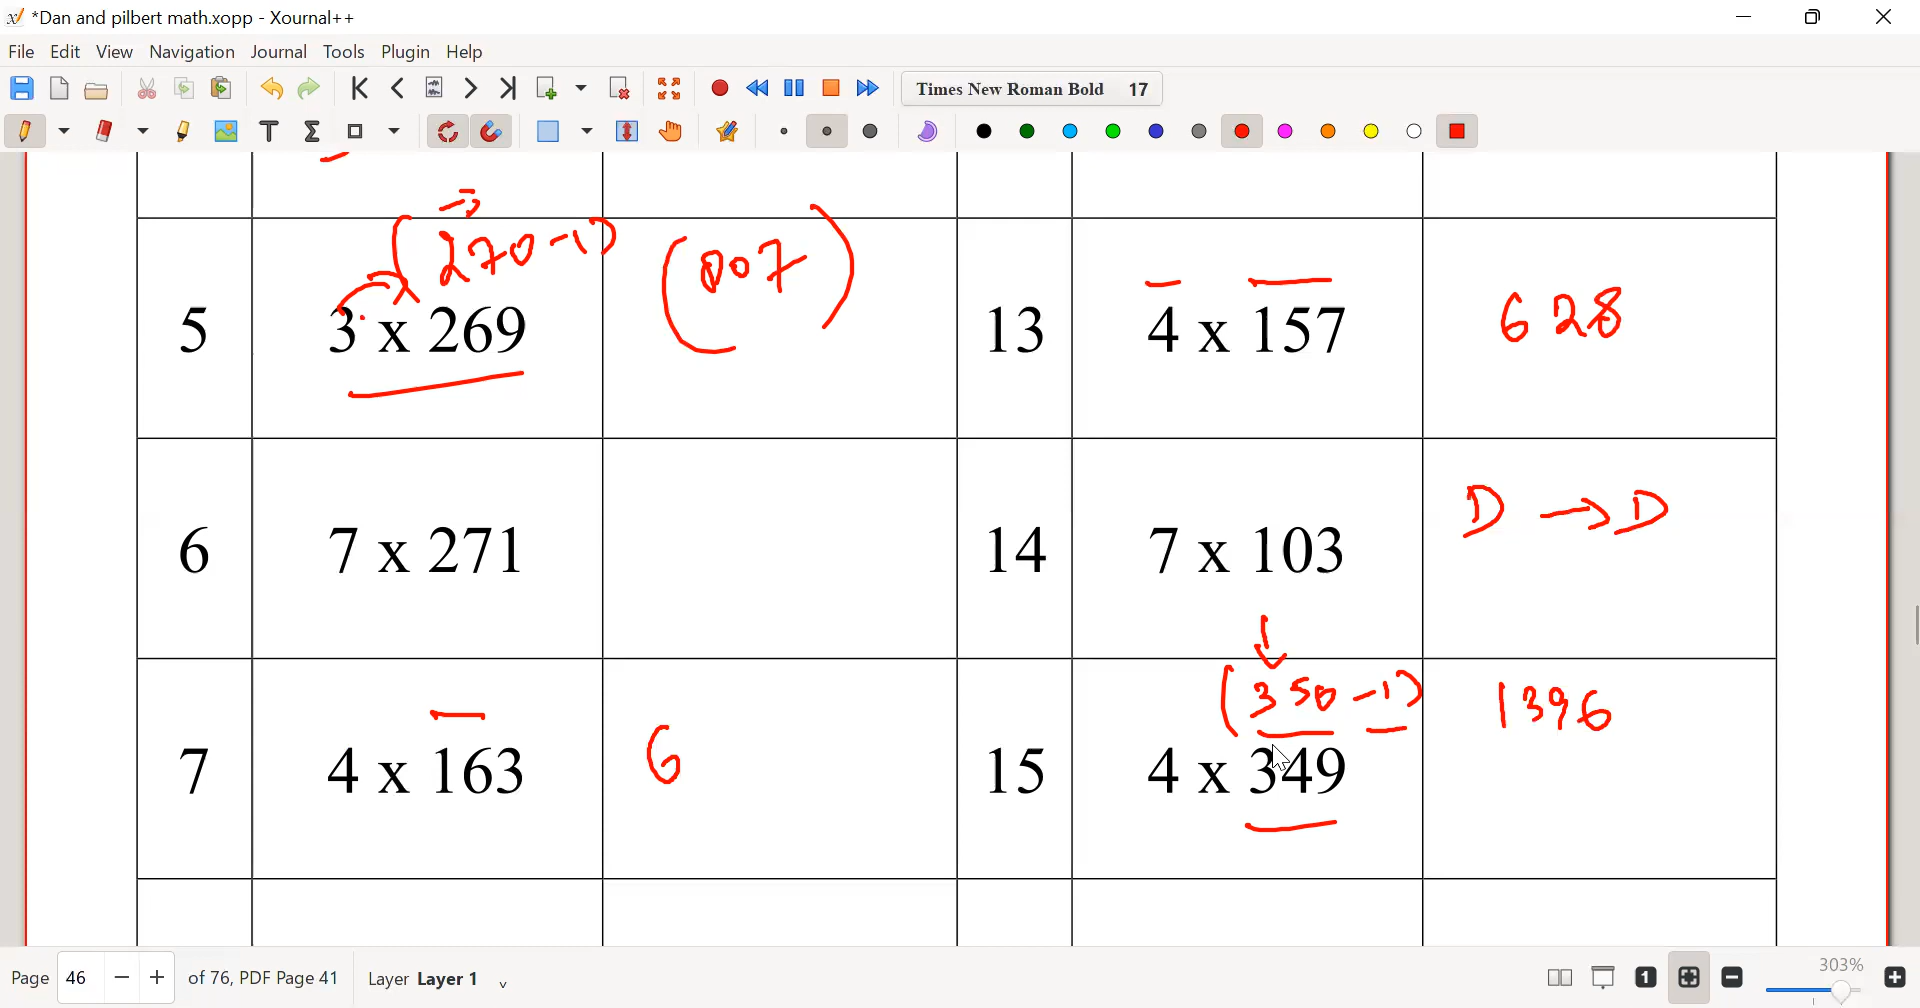 *Dan and pilbert math.xopp - Xournal++
File Edit View Navigation Journal Tools Plugin Help
Times New Roman Bold 17
5
(270-1)
3 x 269
(007)
13
4 x 157
628
6
7 x 271
14
7 x 103
D → D
7
4 x 163
6
15
(350-1)
4 x 349
1396
Page 46 of 76, PDF Page 41 Layer Layer 1
303%